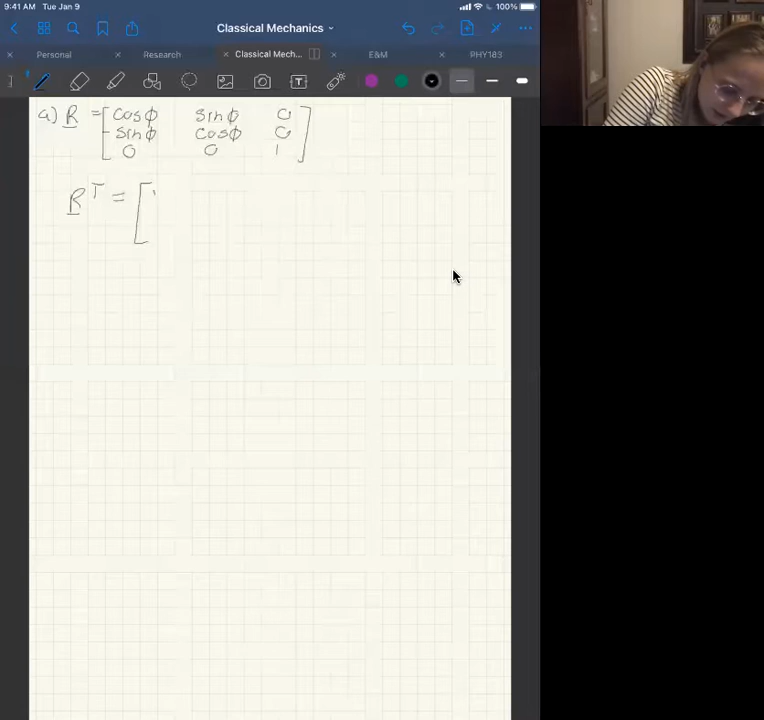 9:41 AM Tue Jan 9
100%
Classical Mechanics
Personal
Research
Classical Mech...
E&M
PHY183
a) R = [ cosϕ sinϕ 0
-sinϕ cosϕ 0
0 0 1 ]
R^T = [